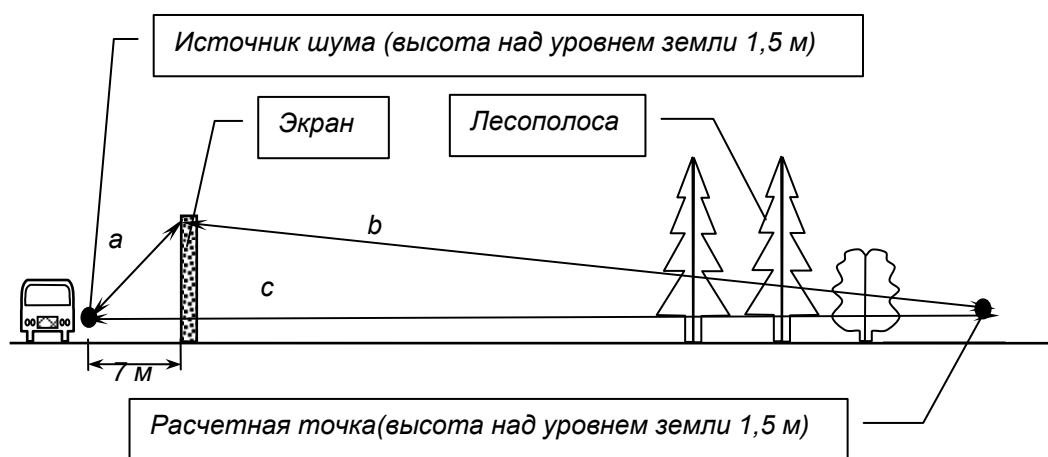 Источник шума (высота над уровнем земли 1,5 м)
Экран
Лесополоса
a
b
c
7 м
Расчетная точка(высота над уровнем земли 1,5 м)